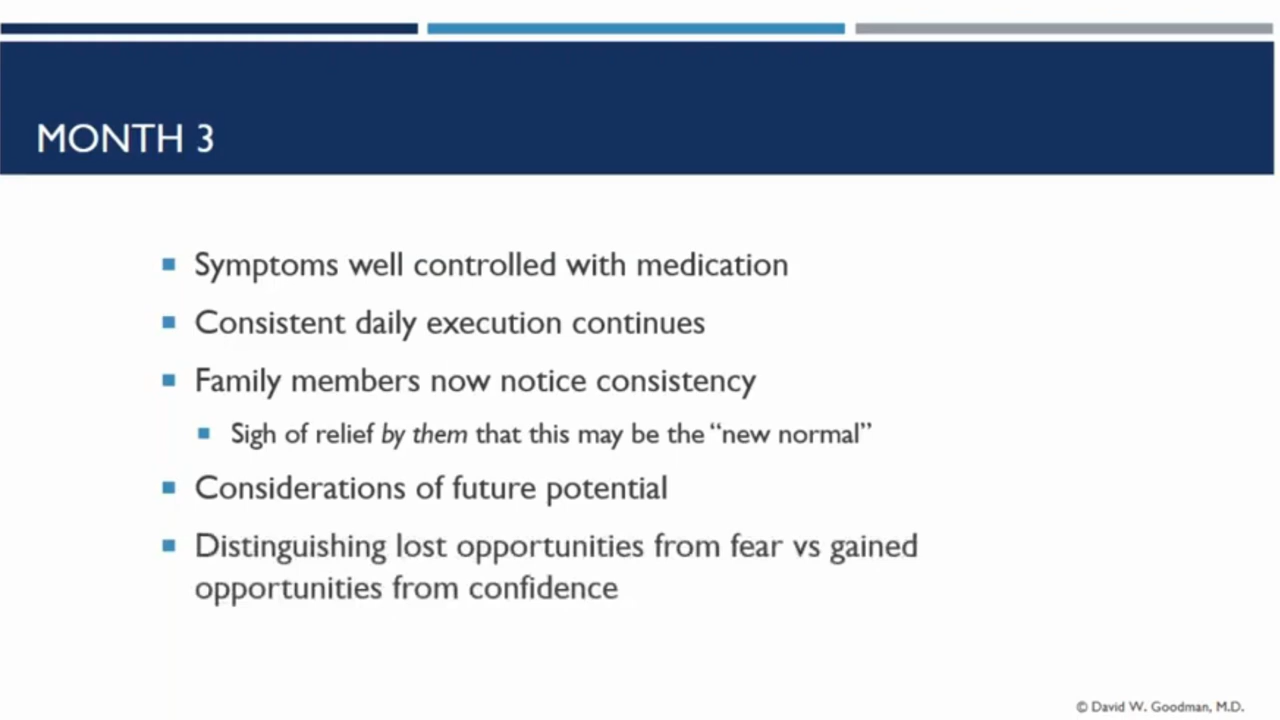 MONTH 3
Symptoms well controlled with medication
Consistent daily execution continues
Family members now notice consistency
Sigh of relief by them that this may be the “new normal”
Considerations of future potential
Distinguishing lost opportunities from fear vs gained
opportunities from confidence
© David W. Goodman, M.D.